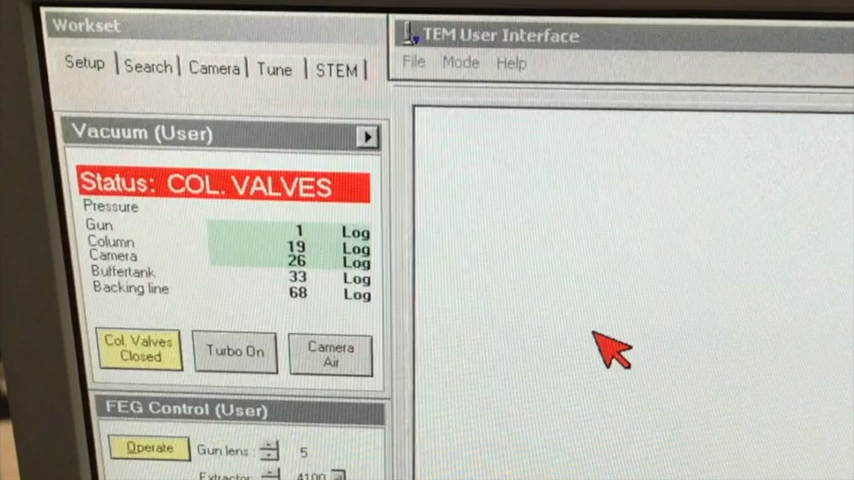 Workset
TEM User Interface
File Mode Help
Setup Search Camera Tune STEM
Vacuum (User)
Status: COL. VALVES
Pressure
Gun 1 Log
Column 19 Log
Camera 26 Log
Buffertank 33 Log
Backing line 68 Log
Col. Valves
Closed
Turbo On
Camera
Air
FEG Control (User)
Operate Gun lens : 5
Extractor 4100